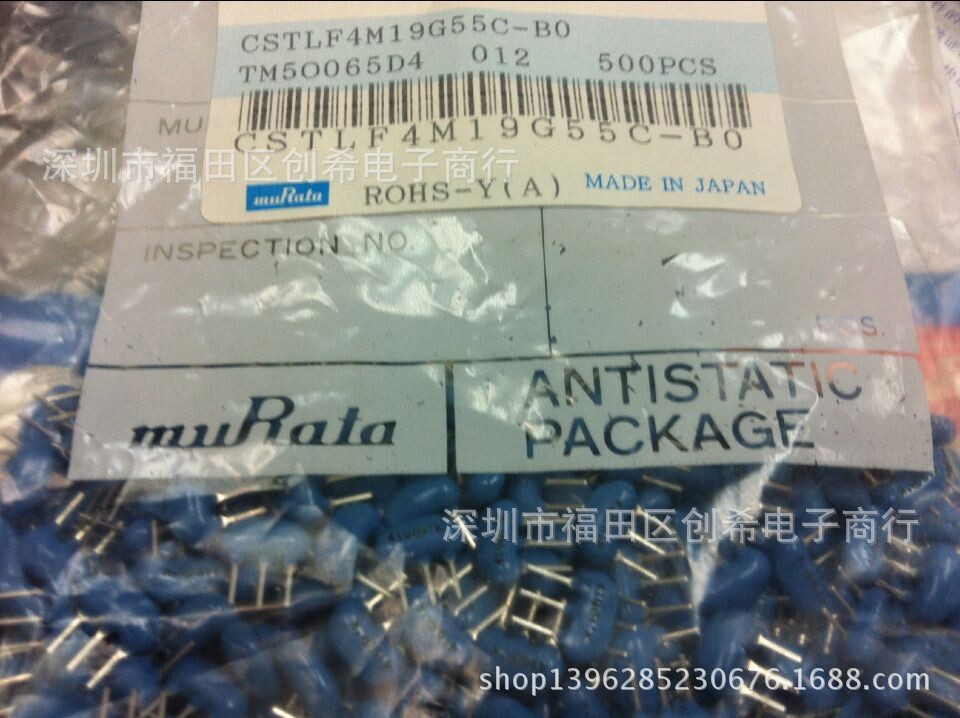 CSTLF4M19G55C-B0
TM50065D4 012 500PCS
CSTLF4M19G55C-B0
MU
深圳市福田区创希电子商行
muRata ROHS-Y(A) MADE IN JAPAN
INSPECTION NO.
PCS.
muRata
ANTISTATIC
PACKAGE
深圳市福田区创希电子商行
shop1396285230676.1688.com